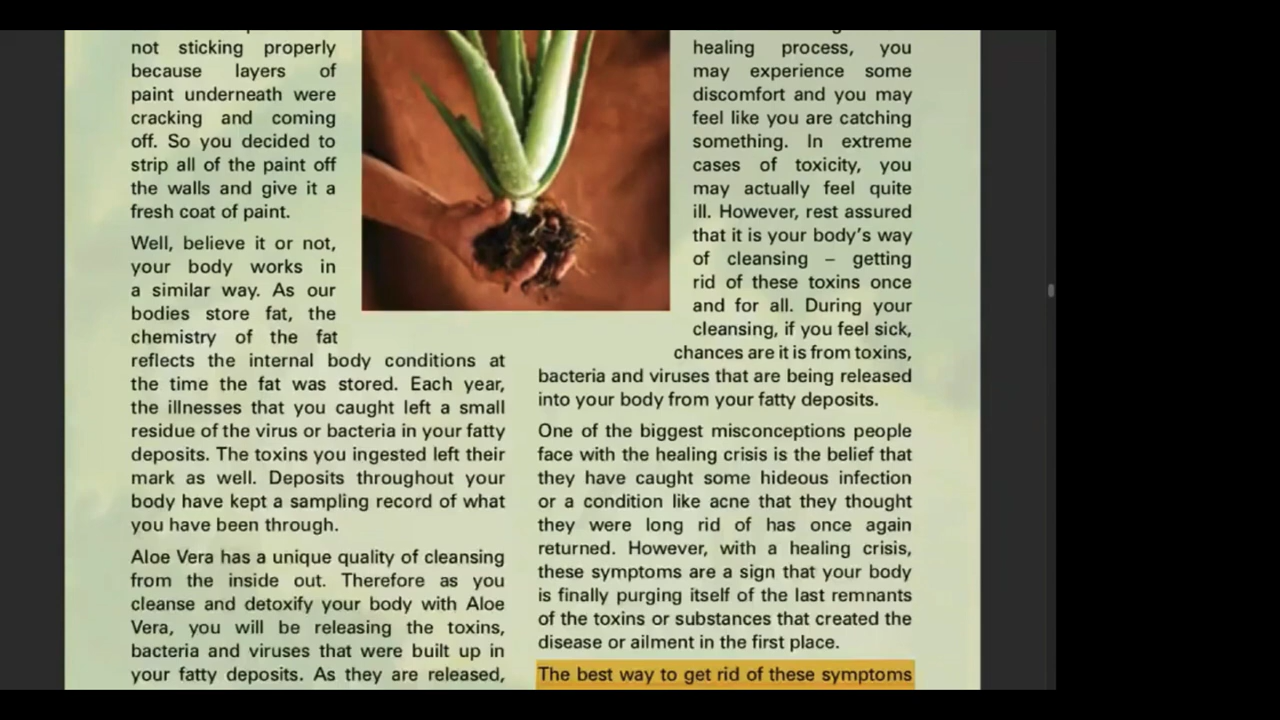 not sticking properly
because layers of
paint underneath were
cracking and coming
off. So you decided to
strip all of the paint off
the walls and give it a
fresh coat of paint.
Well, believe it or not,
your body works in
a similar way. As our
bodies store fat, the
chemistry of the fat
reflects the internal body conditions at
the time the fat was stored. Each year,
the illnesses that you caught left a small
residue of the virus or bacteria in your fatty
deposits. The toxins you ingested left their
mark as well. Deposits throughout your
body have kept a sampling record of what
you have been through.
Aloe Vera has a unique quality of cleansing
from the inside out. Therefore as you
cleanse and detoxify your body with Aloe
Vera, you will be releasing the toxins,
bacteria and viruses that were built up in
your fatty deposits. As they are released,
healing process, you
may experience some
discomfort and you may
feel like you are catching
something. In extreme
cases of toxicity, you
may actually feel quite
ill. However, rest assured
that it is your body's way
of cleansing – getting
rid of these toxins once
and for all. During your
cleansing, if you feel sick,
chances are it is from toxins,
bacteria and viruses that are being released
into your body from your fatty deposits.
One of the biggest misconceptions people
face with the healing crisis is the belief that
they have caught some hideous infection
or a condition like acne that they thought
they were long rid of has once again
returned. However, with a healing crisis,
these symptoms are a sign that your body
is finally purging itself of the last remnants
of the toxins or substances that created the
disease or ailment in the first place.
The best way to get rid of these symptoms